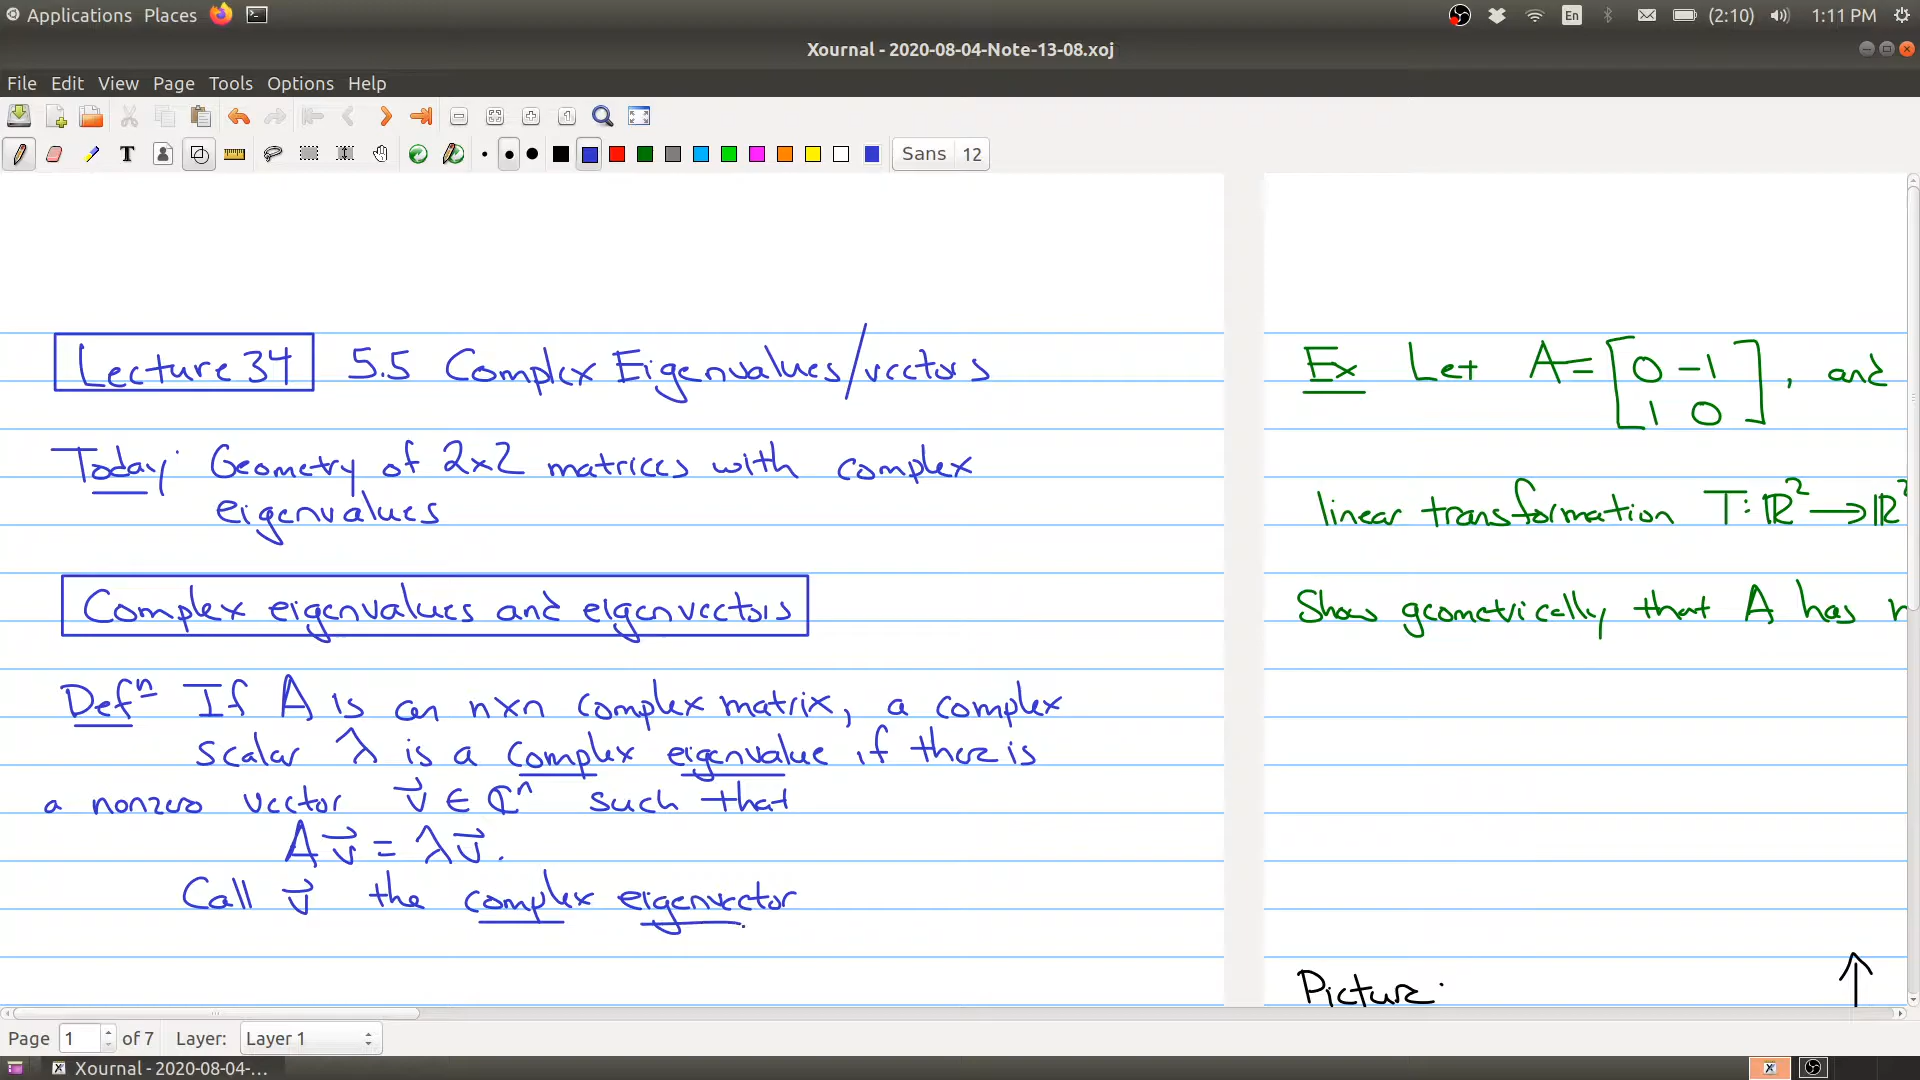 Applications Places En (2:10) 1:11 PM
Xournal - 2020-08-04-Note-13-08.xoj
File Edit View Page Tools Options Help
T Sans 12
Lecture 34 5.5 Complex Eigenvalues/vectors
Today: Geometry of 2x2 matrices with complex
eigenvalues
Complex eigenvalues and eigenvectors
Defⁿ If A is an n×n complex matrix, a complex
scalar λ is a complex eigenvalue if there is
a nonzero vector v⃗ ∈ ℂⁿ such that
Av⃗ = λv⃗.
Call v⃗ the complex eigenvector
Ex Let A = [0 -1
1 0], and
linear transformation T: ℝ² → ℝ²
Show geometrically that A has
Picture:
Page 1 of 7 Layer: Layer 1
Xournal - 2020-08-04-...